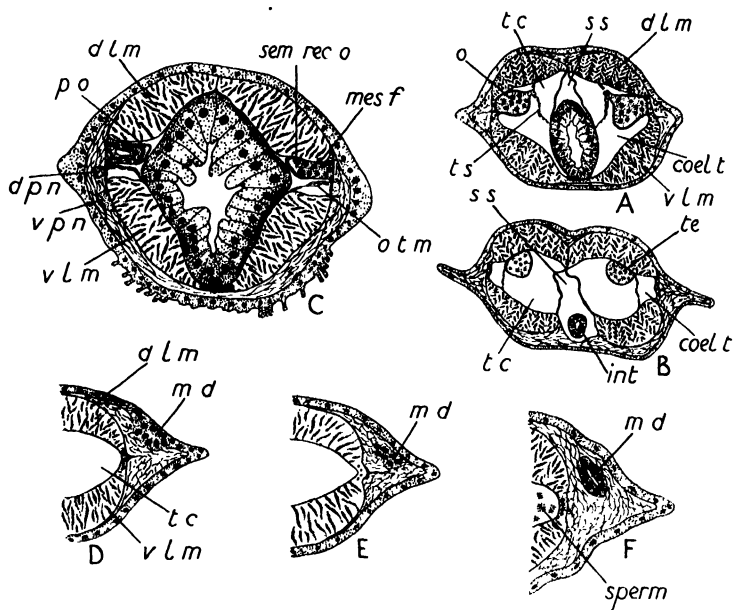 d l m
sem rec o
p o
mes f
d p n
v p n
v l m
o t m
C
t c
s s
d l m
o
t s
coel t
v l m
A
s s
te
t c
int
coel t
B
d l m
m d
t c
v l m
D
m d
E
m d
F
sperm